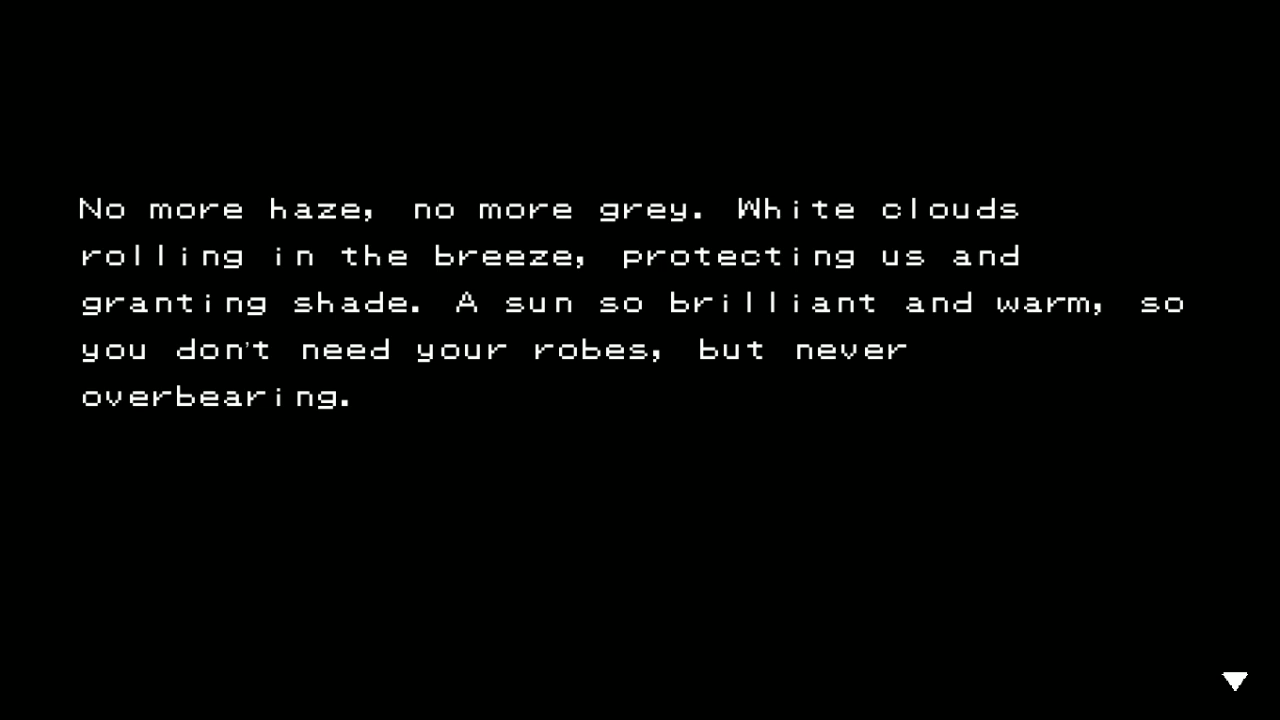 No more haze, no more grey. White clouds
rolling in the breeze, protecting us and
granting shade. A sun so brilliant and warm, so
you don't need your robes, but never
overbearing.